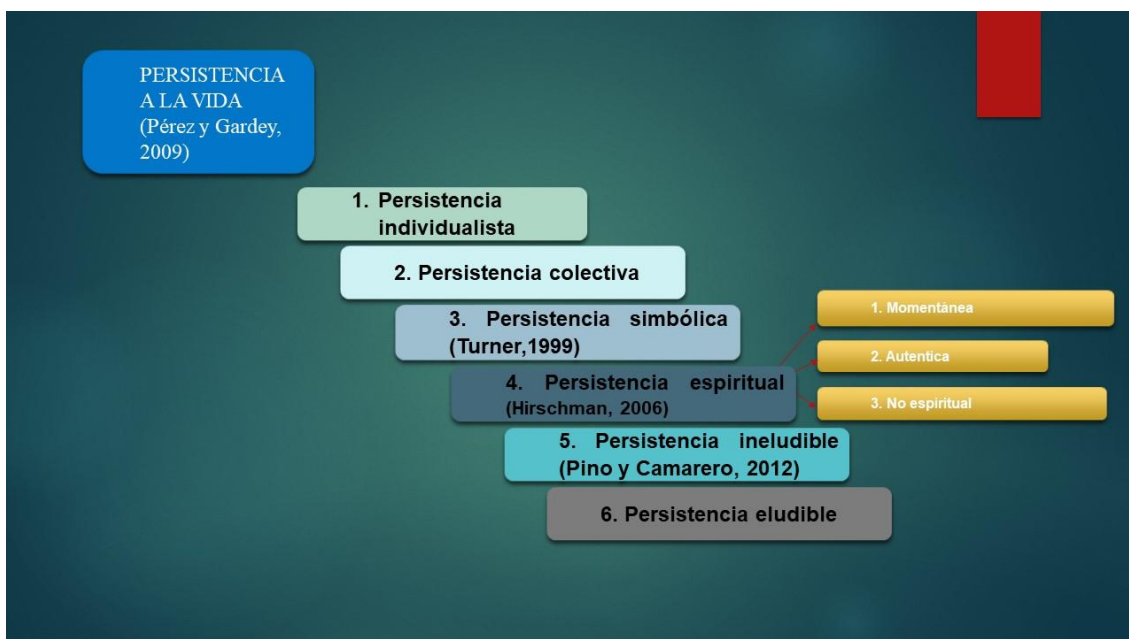 PERSISTENCIA
A LA VIDA
(Pérez y Gardey,
2009)
1. Persistencia
individualista
2. Persistencia colectiva
3. Persistencia simbólica
(Turner,1999)
4. Persistencia espiritual
(Hirschman, 2006)
1. Momentánea
2. Autentica
3. No espiritual
5. Persistencia ineludible
(Pino y Camarero, 2012)
6. Persistencia eludible